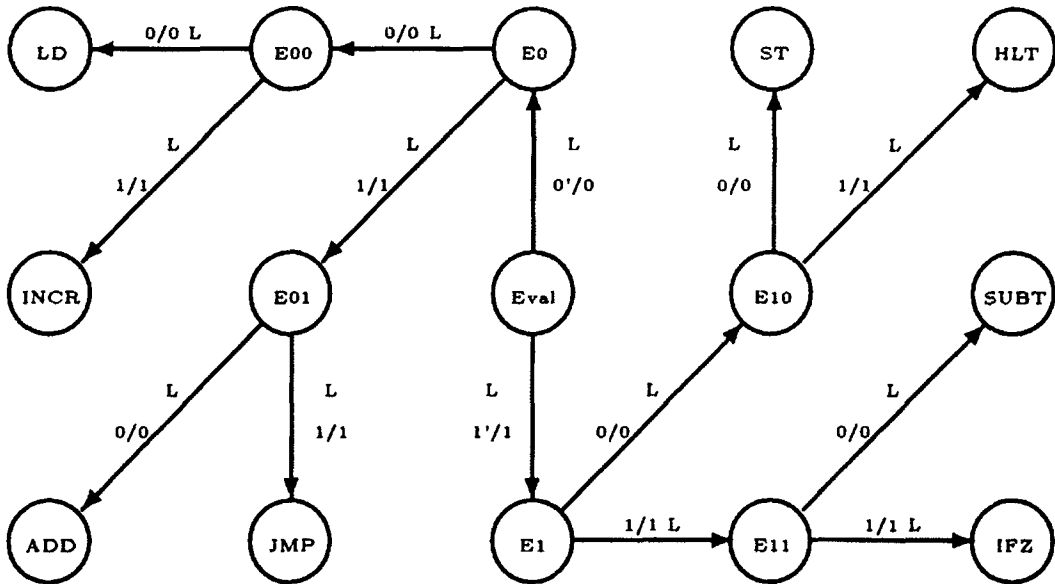 LD
0/0 L
E00
0/0 L
E0
ST
HLT
L
1/1
L
1/1
L
0'/0
L
0/0
L
1/1
INCR
E01
Eval
E10
SUBT
L
0/0
L
1/1
L
1'/1
L
0/0
L
0/0
ADD
JMP
E1
1/1 L
E11
1/1 L
IFZ